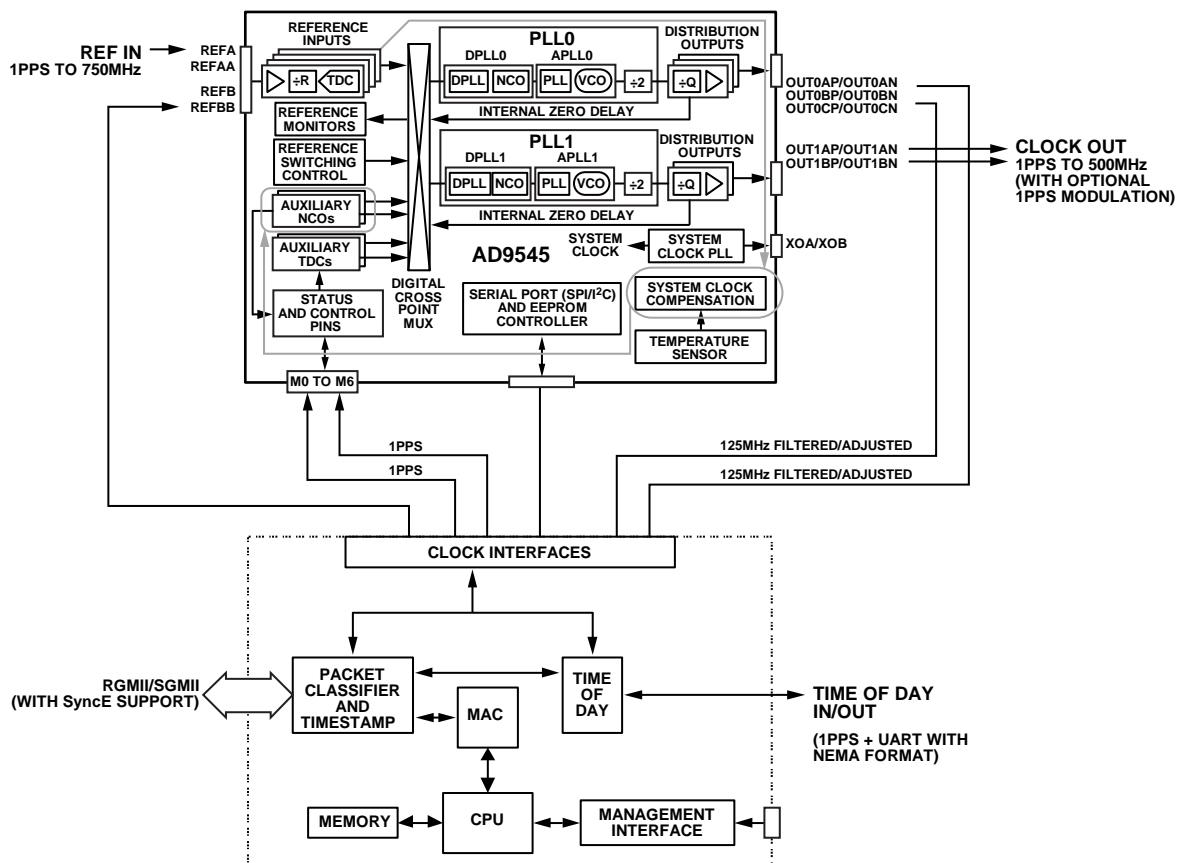 REF IN
1PPS TO 750MHz
REFA
REFAA
REFB
REFBB
REFERENCE
INPUTS
÷R
TDC
REFERENCE
MONITORS
REFERENCE
SWITCHING
CONTROL
AUXILIARY
NCOs
AUXILIARY
TDCs
STATUS
AND CONTROL
PINS
M0 TO M6
DIGITAL
CROSS
POINT
MUX
PLL0
DPLL0
APLL0
DPLL
NCO
PLL
VCO
÷2
INTERNAL ZERO DELAY
DISTRIBUTION
OUTPUTS
÷Q
PLL1
DPLL1
APLL1
DPLL
NCO
PLL
VCO
÷2
INTERNAL ZERO DELAY
DISTRIBUTION
OUTPUTS
÷Q
AD9545
SYSTEM
CLOCK
SYSTEM
CLOCK PLL
SERIAL PORT (SPI/I²C)
AND EEPROM
CONTROLLER
SYSTEM CLOCK
COMPENSATION
TEMPERATURE
SENSOR
OUT0AP/OUT0AN
OUT0BP/OUT0BN
OUT0CP/OUT0CN
OUT1AP/OUT1AN
OUT1BP/OUT1BN
XOA/XOB
CLOCK OUT
1PPS TO 500MHz
(WITH OPTIONAL
1PPS MODULATION)
1PPS
1PPS
125MHz FILTERED/ADJUSTED
125MHz FILTERED/ADJUSTED
CLOCK INTERFACES
RGMII/SGMII
(WITH SyncE SUPPORT)
PACKET
CLASSIFIER
AND
TIMESTAMP
MAC
TIME
OF
DAY
TIME OF DAY
IN/OUT
(1PPS + UART WITH
NEMA FORMAT)
MEMORY
CPU
MANAGEMENT
INTERFACE